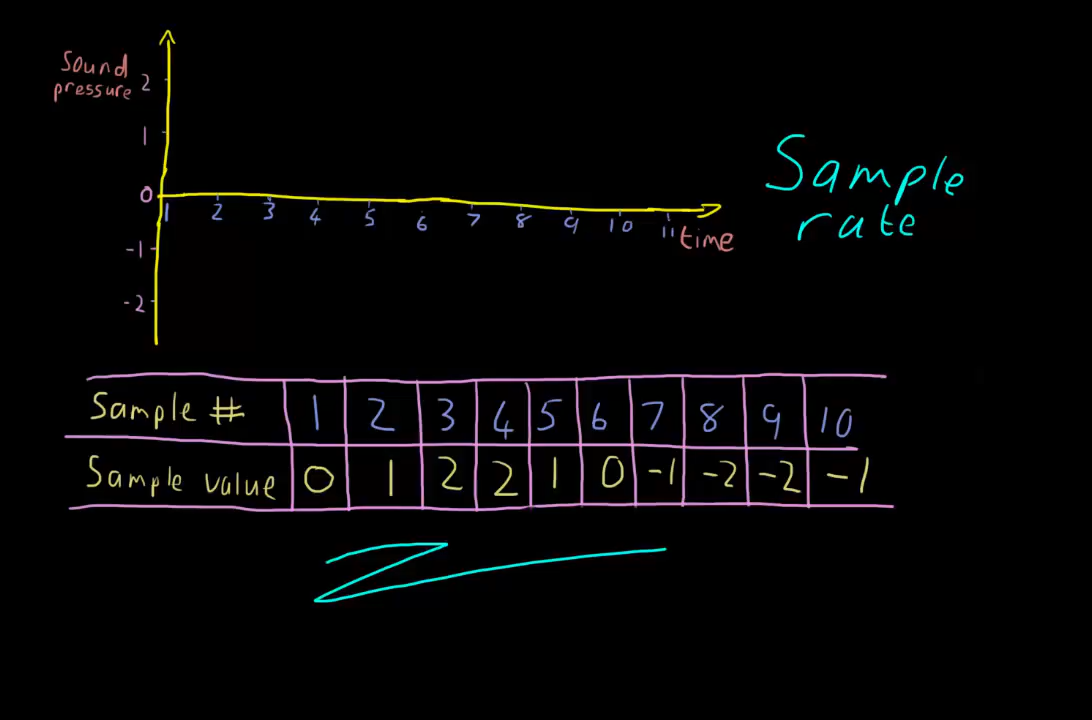 Sound
pressure
2
1
0
-1
-2
1 2 3 4 5 6 7 8 9 10 11
time
Sample
rate
Sample # 1 2 3 4 5 6 7 8 9 10
Sample value 0 1 2 2 1 0 -1 -2 -2 -1